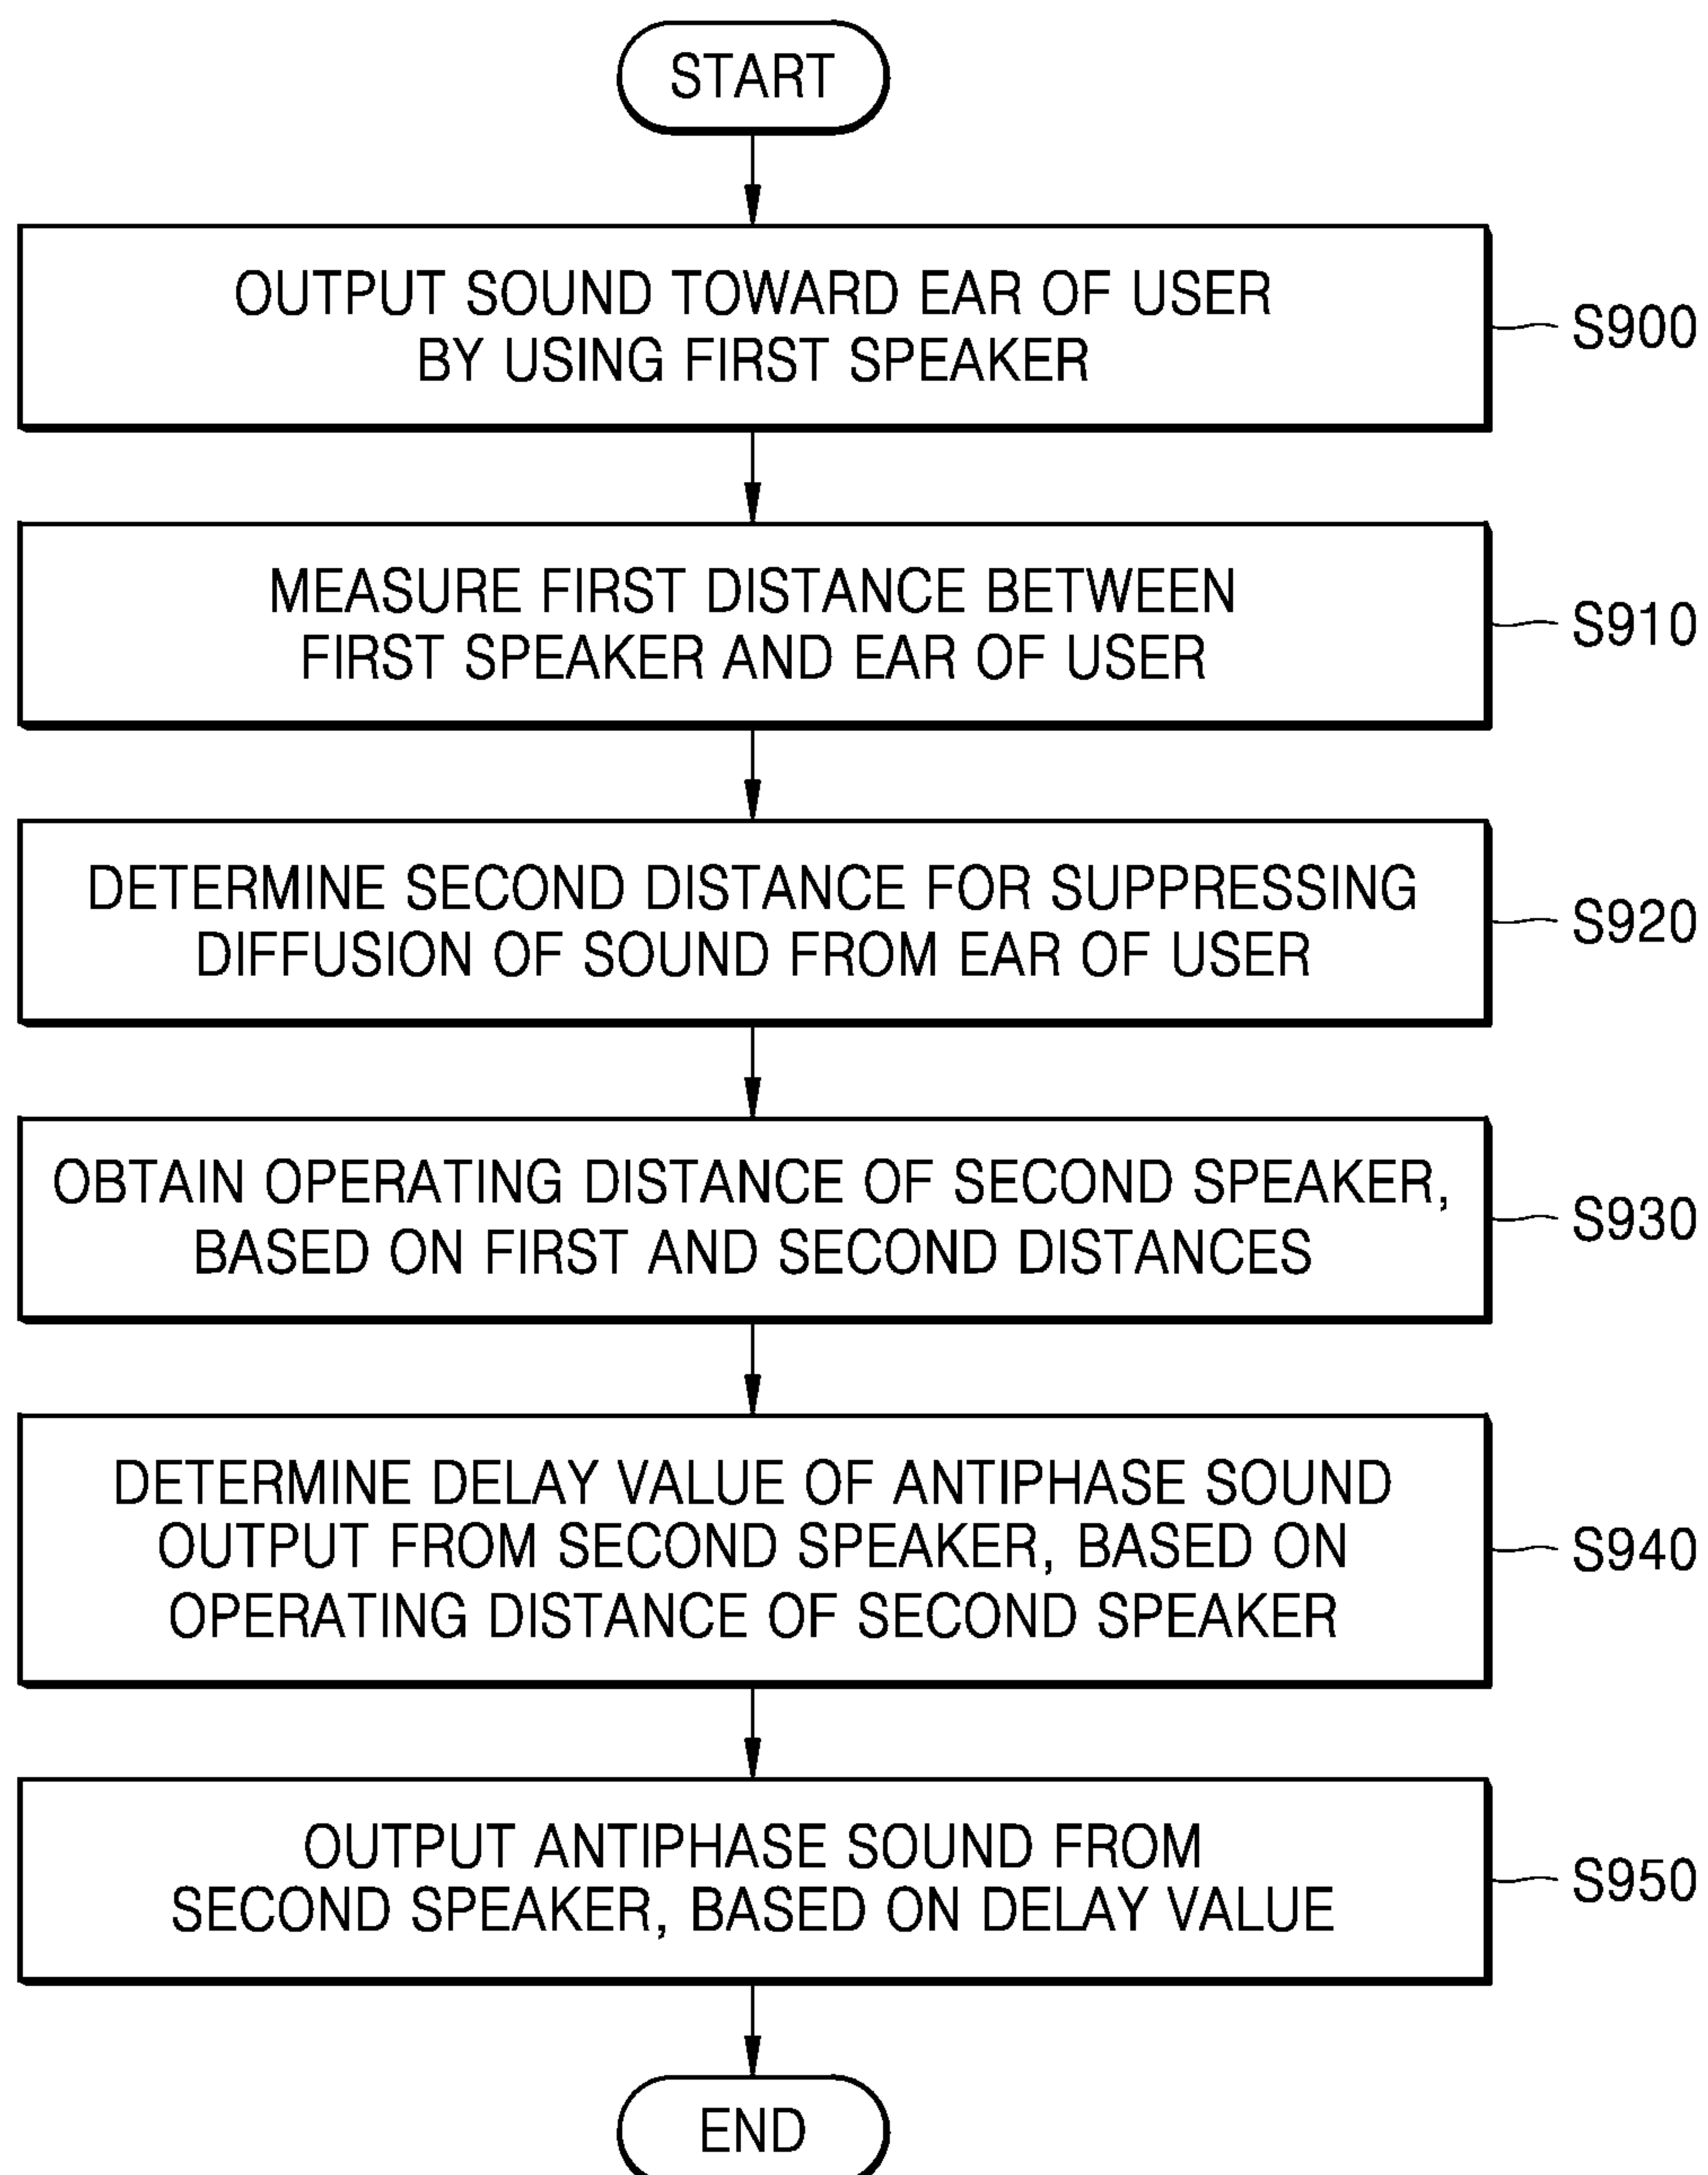 START
OUTPUT SOUND TOWARD EAR OF USER
BY USING FIRST SPEAKER
S900
MEASURE FIRST DISTANCE BETWEEN
FIRST SPEAKER AND EAR OF USER
S910
DETERMINE SECOND DISTANCE FOR SUPPRESSING
DIFFUSION OF SOUND FROM EAR OF USER
S920
OBTAIN OPERATING DISTANCE OF SECOND SPEAKER,
BASED ON FIRST AND SECOND DISTANCES
S930
DETERMINE DELAY VALUE OF ANTIPHASE SOUND
OUTPUT FROM SECOND SPEAKER, BASED ON
OPERATING DISTANCE OF SECOND SPEAKER
S940
OUTPUT ANTIPHASE SOUND FROM
SECOND SPEAKER, BASED ON DELAY VALUE
S950
END